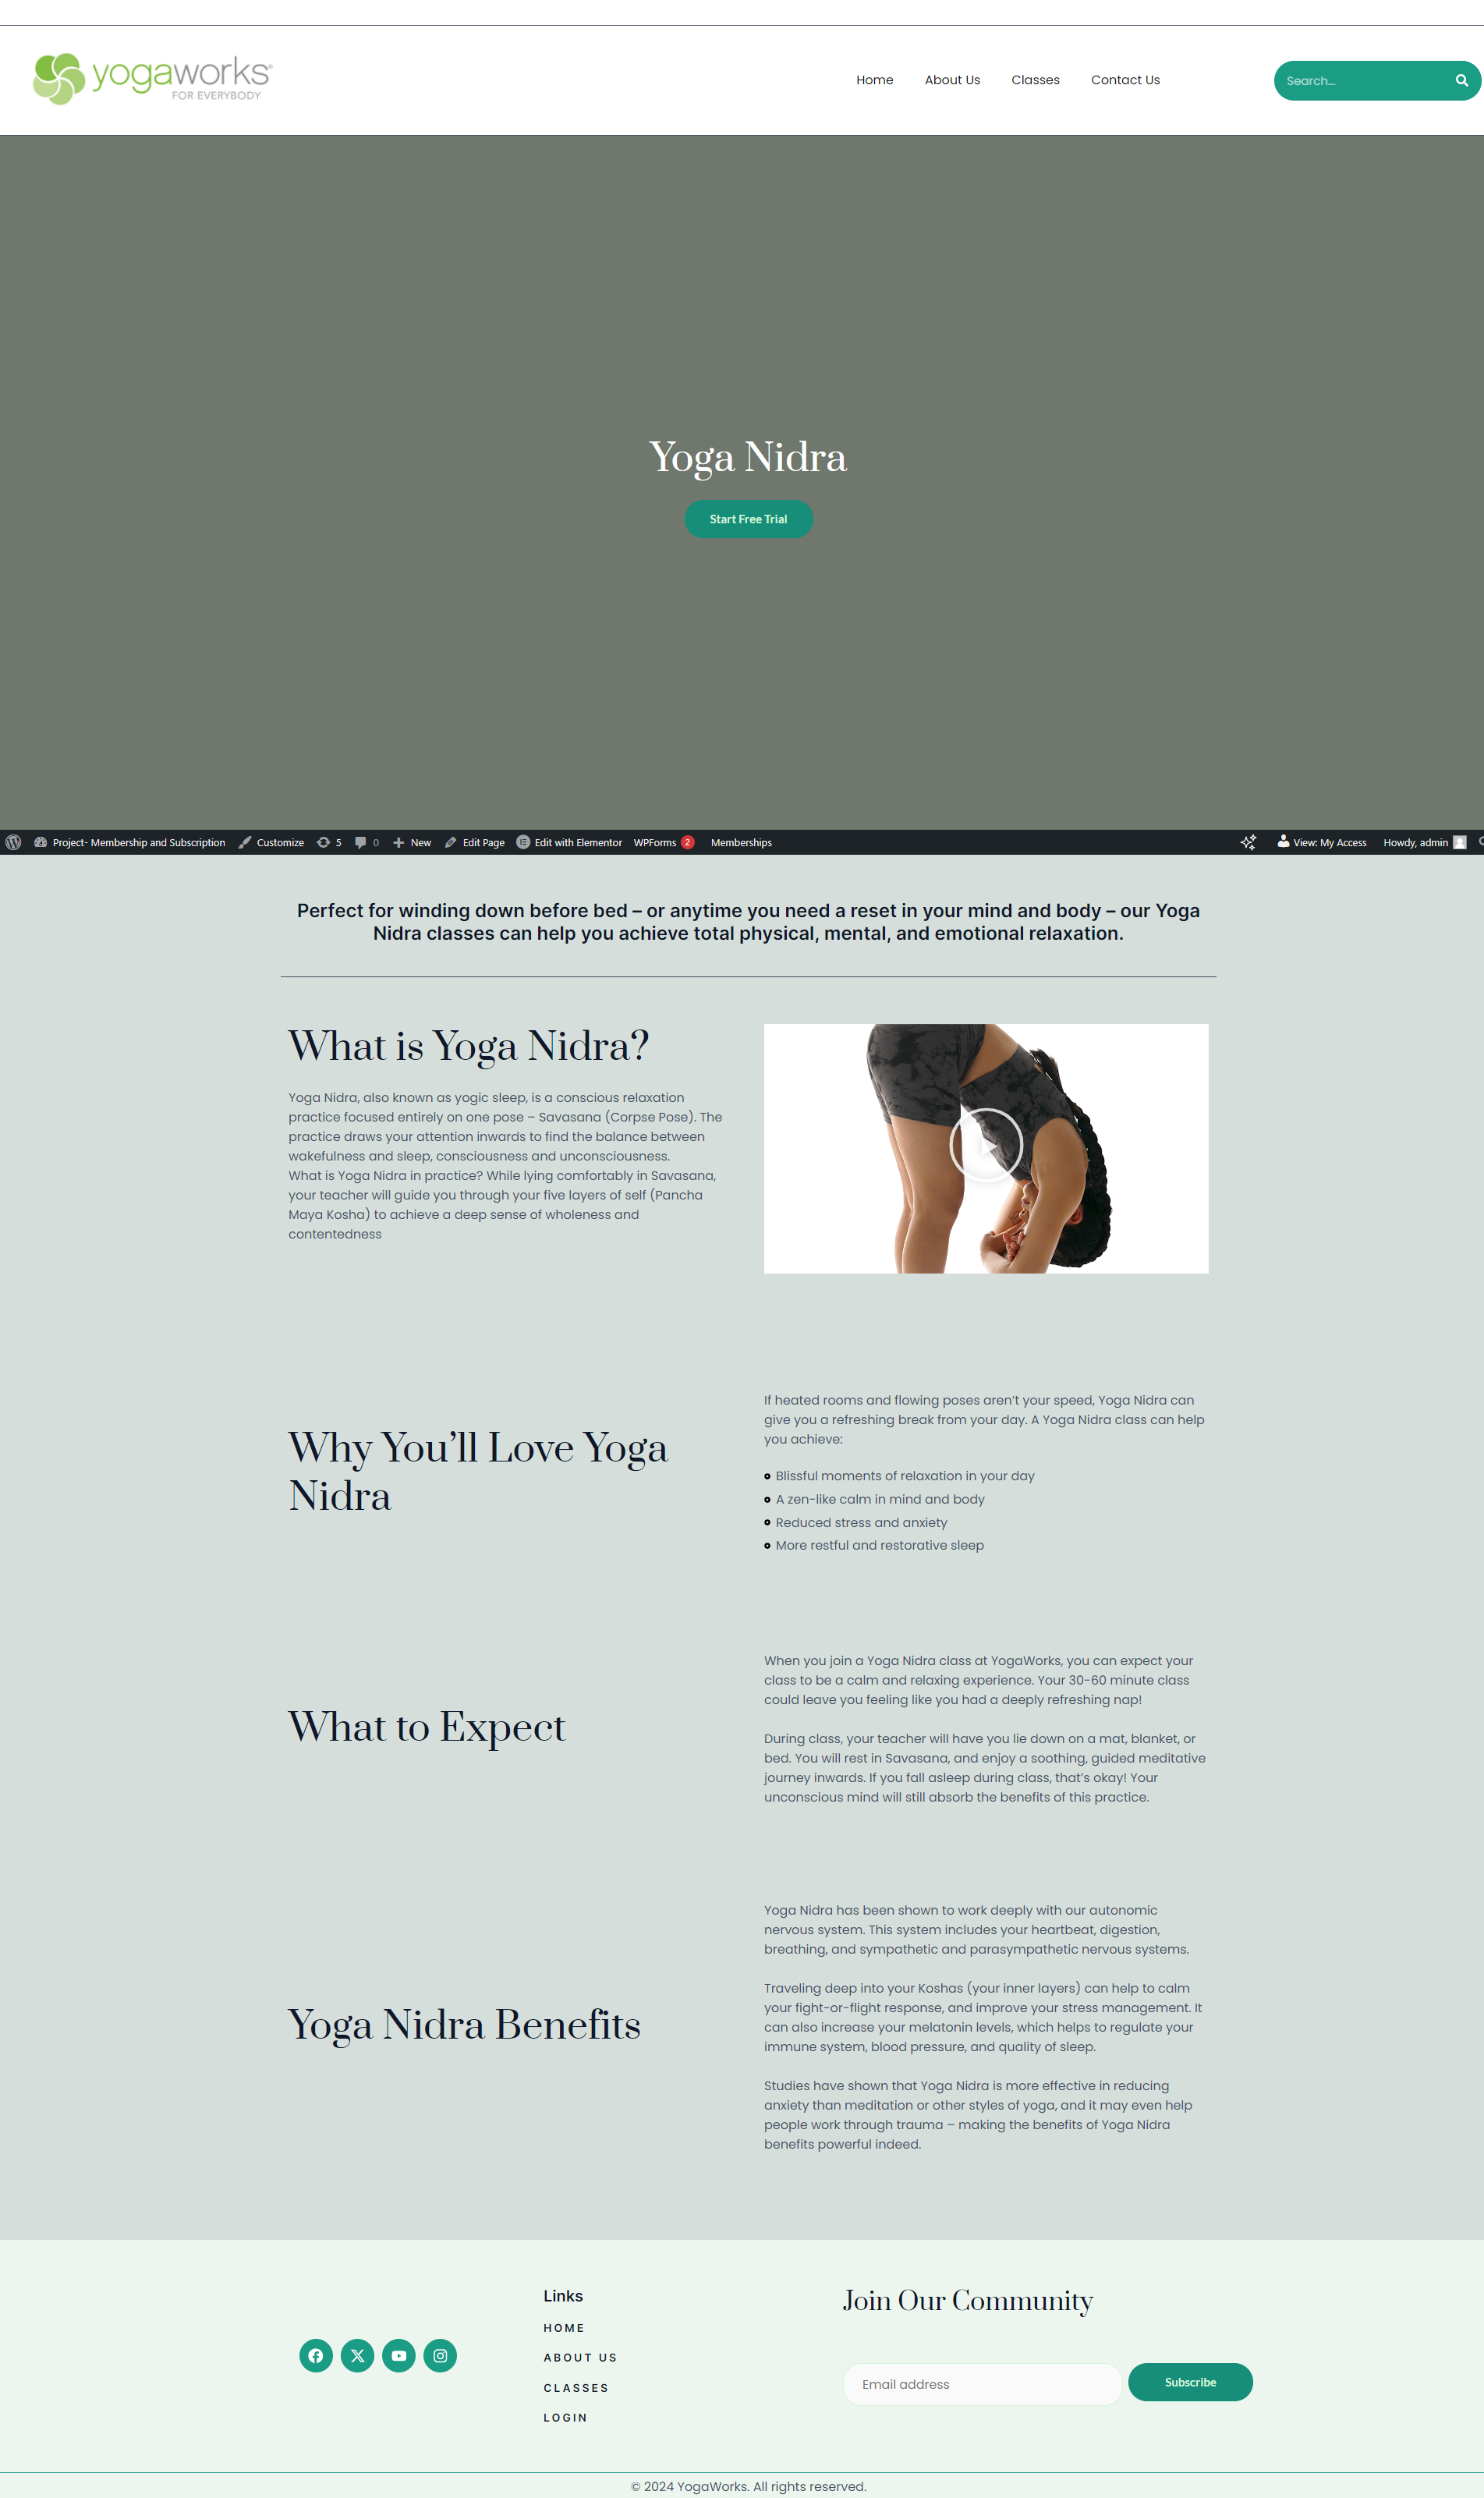 yogaworks®
FOR EVERYBODY
Home
About Us
Classes
Contact Us
Search...
Yoga Nidra
Start Free Trial
Project- Membership and Subscription
Customize
5
0
New
Edit Page
Edit with Elementor
WPForms 2
Memberships
View: My Access
Howdy, admin
Perfect for winding down before bed – or anytime you need a reset in your mind and body – our Yoga
Nidra classes can help you achieve total physical, mental, and emotional relaxation.
What is Yoga Nidra?
Yoga Nidra, also known as yogic sleep, is a conscious relaxation
practice focused entirely on one pose – Savasana (Corpse Pose). The
practice draws your attention inwards to find the balance between
wakefulness and sleep, consciousness and unconsciousness.
What is Yoga Nidra in practice? While lying comfortably in Savasana,
your teacher will guide you through your five layers of self (Pancha
Maya Kosha) to achieve a deep sense of wholeness and
contentedness
Why You’ll Love Yoga
Nidra
If heated rooms and flowing poses aren’t your speed, Yoga Nidra can
give you a refreshing break from your day. A Yoga Nidra class can help
you achieve:
Blissful moments of relaxation in your day
A zen-like calm in mind and body
Reduced stress and anxiety
More restful and restorative sleep
What to Expect
When you join a Yoga Nidra class at YogaWorks, you can expect your
class to be a calm and relaxing experience. Your 30-60 minute class
could leave you feeling like you had a deeply refreshing nap!
During class, your teacher will have you lie down on a mat, blanket, or
bed. You will rest in Savasana, and enjoy a soothing, guided meditative
journey inwards. If you fall asleep during class, that’s okay! Your
unconscious mind will still absorb the benefits of this practice.
Yoga Nidra Benefits
Yoga Nidra has been shown to work deeply with our autonomic
nervous system. This system includes your heartbeat, digestion,
breathing, and sympathetic and parasympathetic nervous systems.
Traveling deep into your Koshas (your inner layers) can help to calm
your fight-or-flight response, and improve your stress management. It
can also increase your melatonin levels, which helps to regulate your
immune system, blood pressure, and quality of sleep.
Studies have shown that Yoga Nidra is more effective in reducing
anxiety than meditation or other styles of yoga, and it may even help
people work through trauma – making the benefits of Yoga Nidra
benefits powerful indeed.
Links
HOME
ABOUT US
CLASSES
LOGIN
Join Our Community
Email address
Subscribe
© 2024 YogaWorks. All rights reserved.